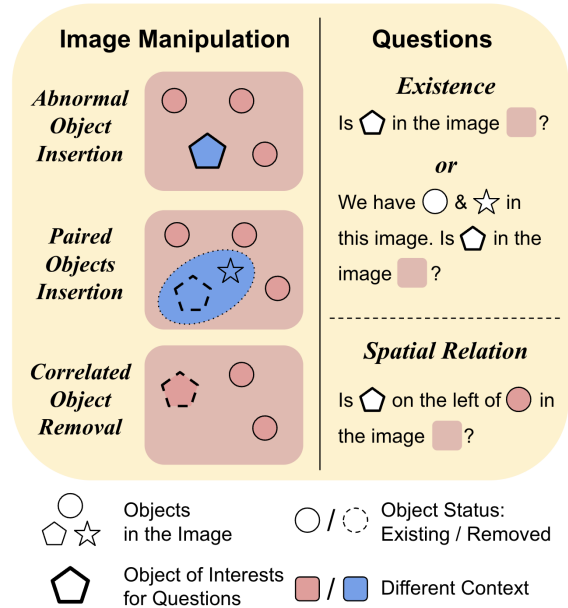 Image Manipulation
Questions
Abnormal
Object
Insertion
Paired
Objects
Insertion
Correlated
Object
Removal
Existence
Is in the image ?
or
We have & in
this image. Is in the
image ?
Spatial Relation
Is on the left of in
the image ?
Objects
in the Image
/
Object Status:
Existing / Removed
Object of Interests
for Questions
/
Different Context